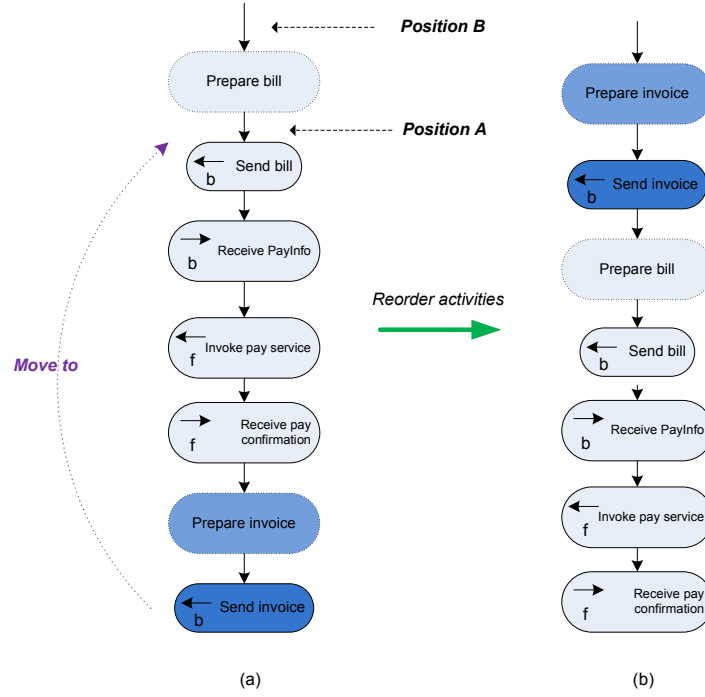 Position B
Prepare bill
Position A
Send bill
b
Receive PayInfo
b
Invoke pay service
f
Receive pay
confirmation
f
Prepare invoice
Send invoice
b
Move to
(a)
Reorder activities
Prepare invoice
Send invoice
b
Prepare bill
Send bill
b
Receive PayInfo
b
Invoke pay service
f
Receive pay
confirmation
f
(b)